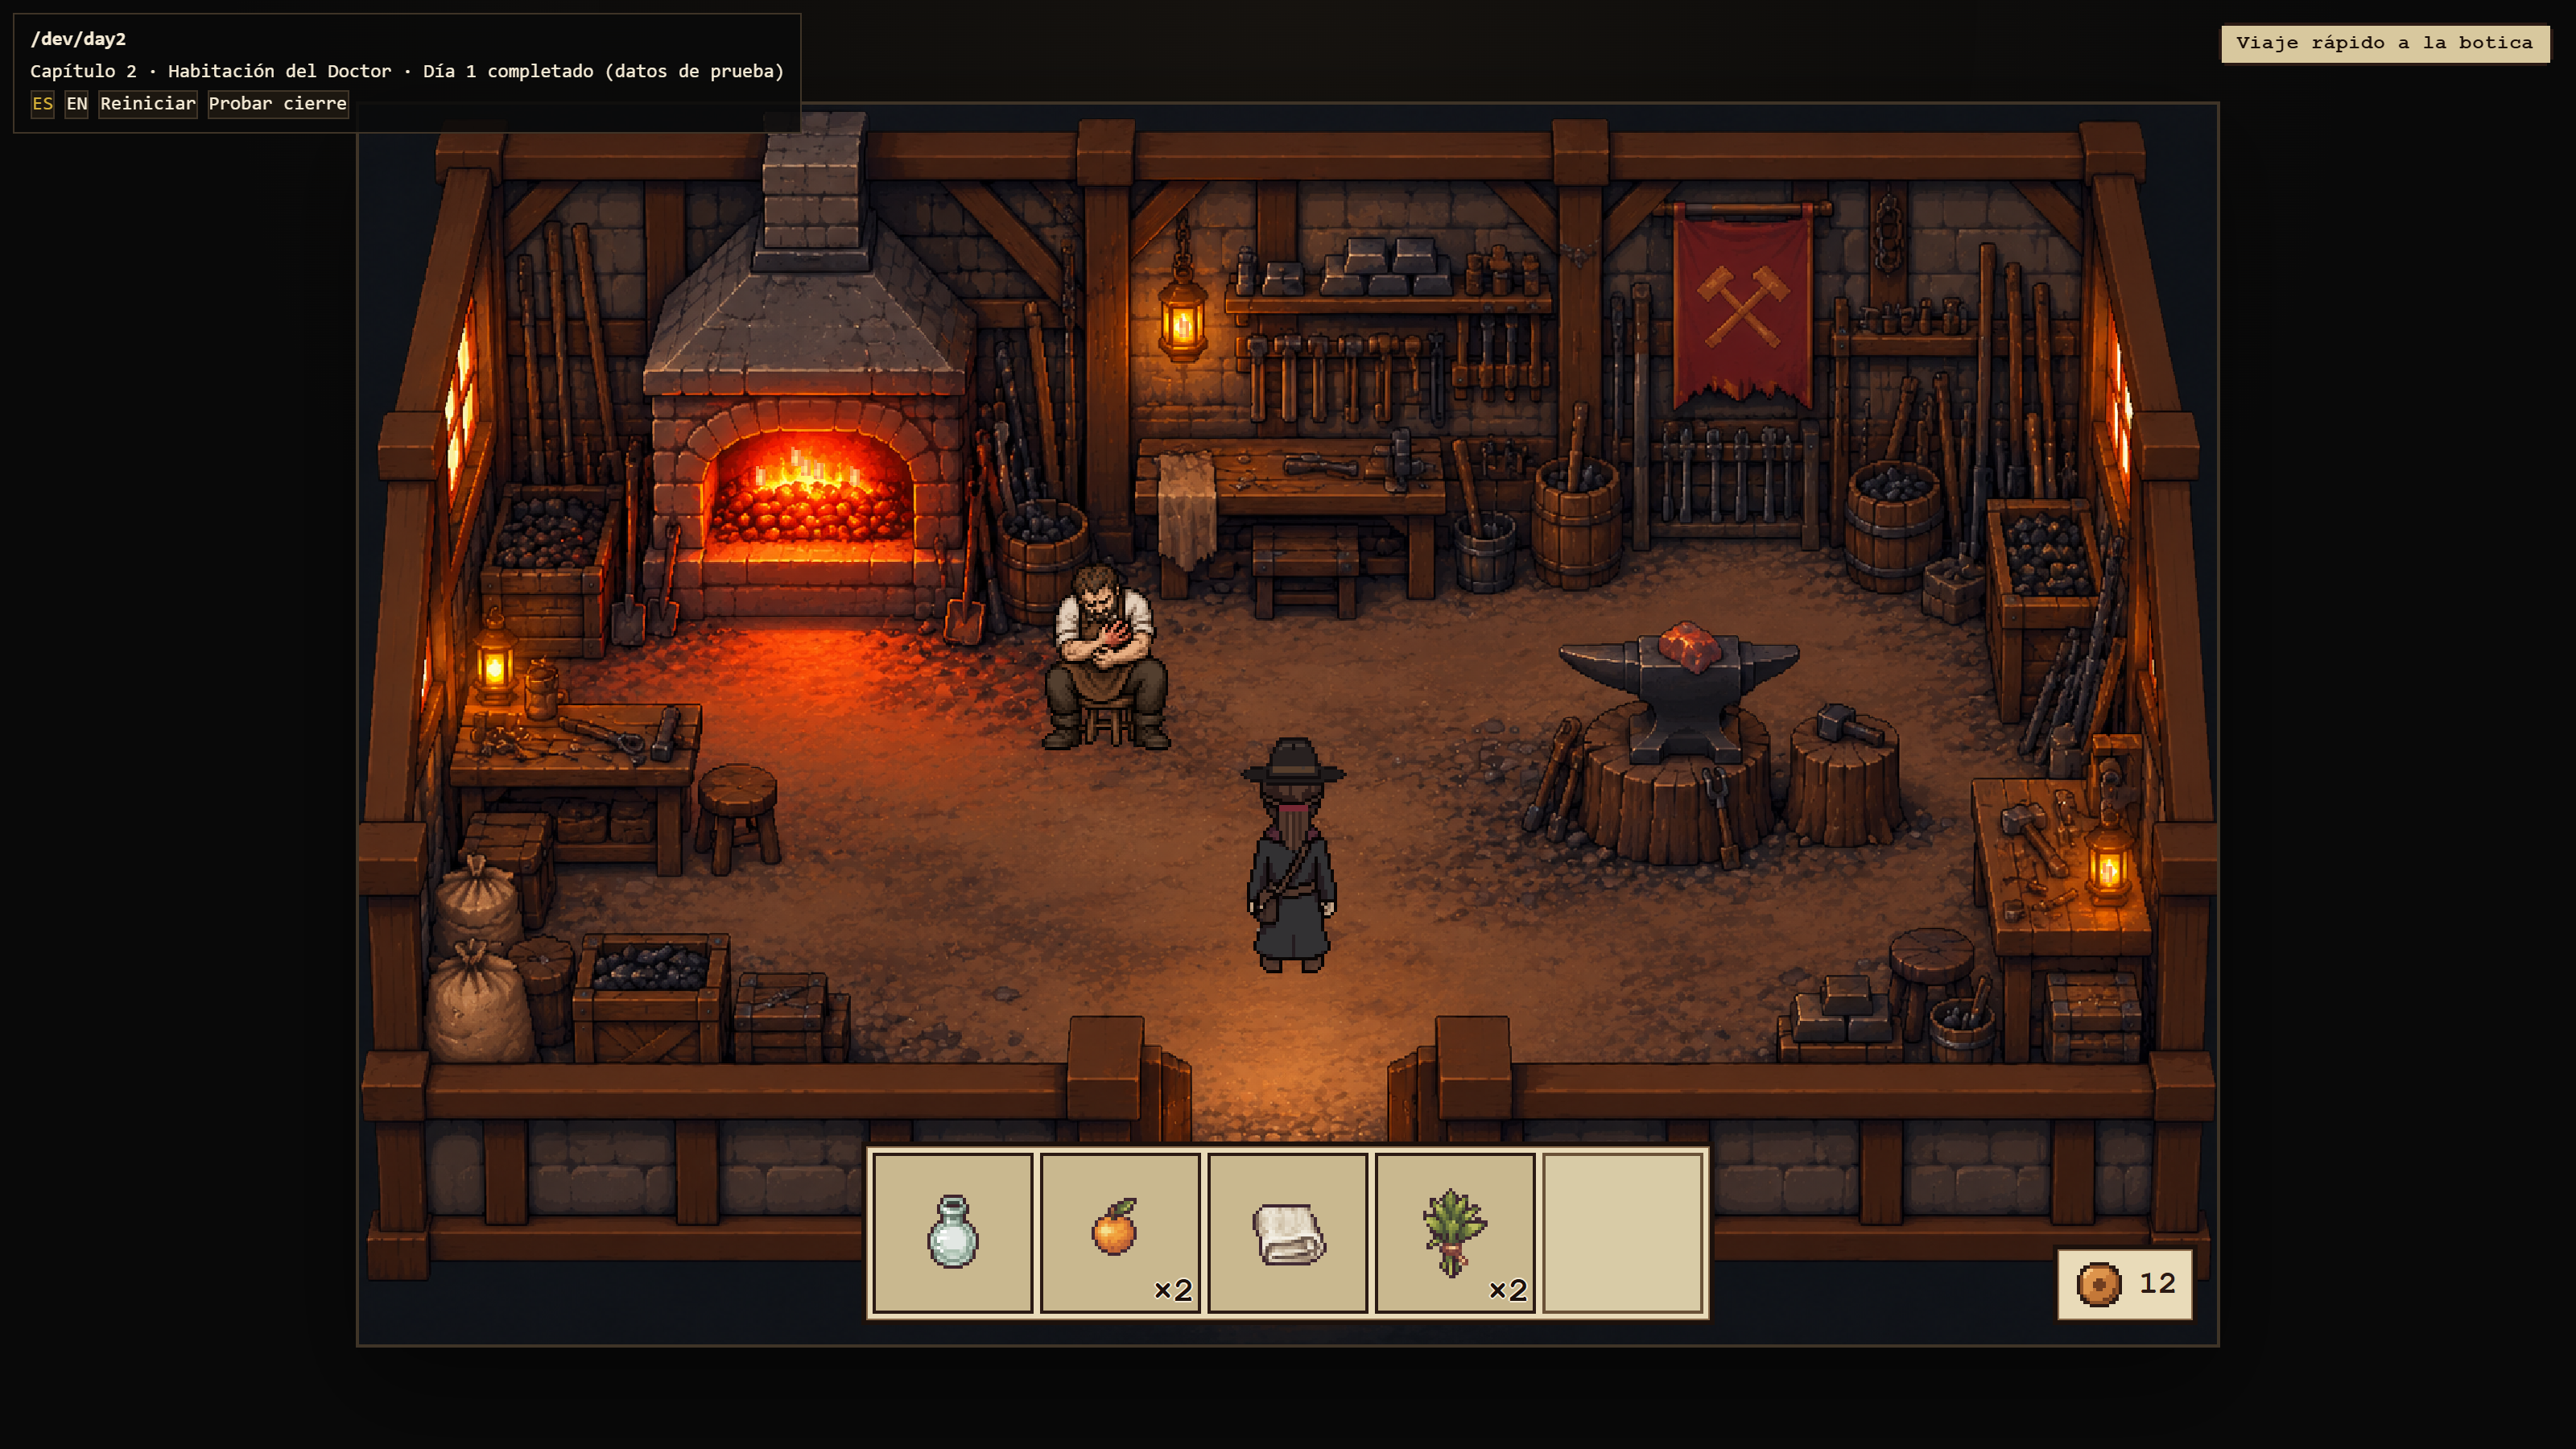 /dev/day2
Capítulo 2 · Habitación del Doctor · Día 1 completado (datos de prueba)
ES EN Reiniciar Probar cierre
Viaje rápido a la botica
×2
×2
12